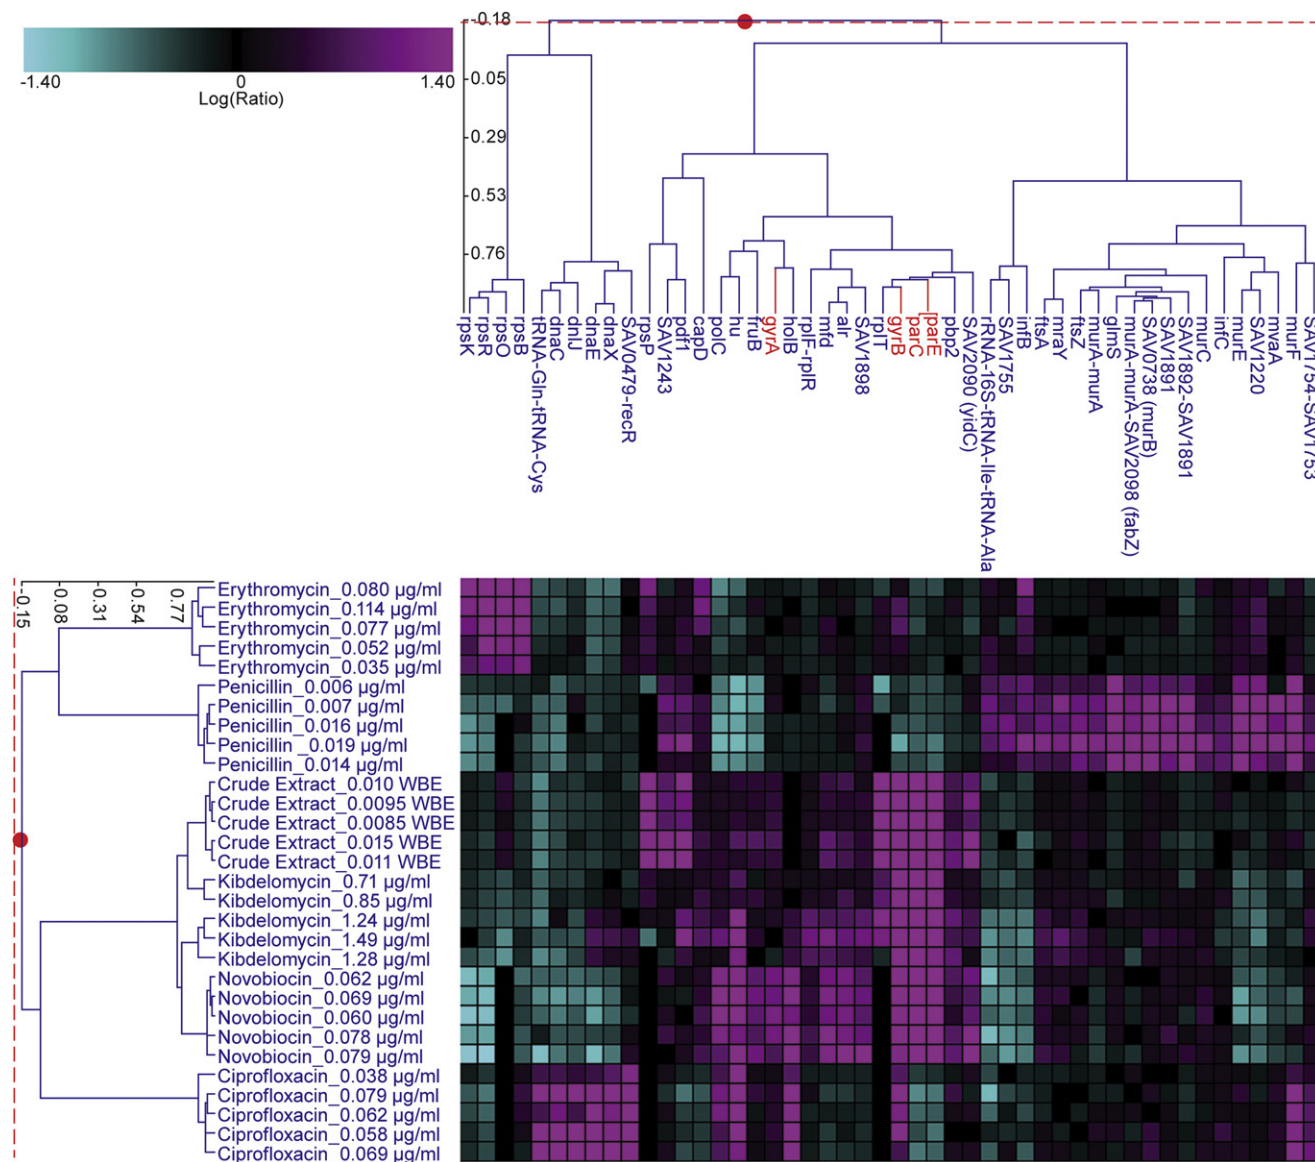 -1.40 0 1.40
Log(Ratio)
-0.18
-0.05
0.29
0.53
0.76
rpsK
rpsR
rpsO
rpsB
tRNA-Gln-tRNA-Cys
dnaC
dnlJ
dnaE
dnaX
SAV0479-recR
rpsP
SAV1243
pdf1
capD
polC
hu
fruB
gyrA
holB
rplF-rplR
mfd
alr
SAV1898
rplT
gyrB
parC
[parE
pbp2
SAV2090 (yidC)
rRNA-16S-tRNA-Ile-tRNA-Ala
SAV1755
infB
ftsA
mraY
ftsZ
murA-murA
glmS
murA-murA-SAV2098 (fabZ)
SAV0738 (murB)
SAV1891
SAV1892-SAV1891
murC
infC
murE
SAV1220
mvaA
murF
SAV1754-SAV1753
-0.15
0.08
0.31
0.54
0.77
Erythromycin_0.080 µg/ml
Erythromycin_0.114 µg/ml
Erythromycin_0.077 µg/ml
Erythromycin_0.052 µg/ml
Erythromycin_0.035 µg/ml
Penicillin_0.006 µg/ml
Penicillin_0.007 µg/ml
Penicillin_0.016 µg/ml
Penicillin_0.019 µg/ml
Penicillin_0.014 µg/ml
Crude Extract_0.010 WBE
Crude Extract_0.0095 WBE
Crude Extract_0.0085 WBE
Crude Extract_0.015 WBE
Crude Extract_0.011 WBE
Kibdelomycin_0.71 µg/ml
Kibdelomycin_0.85 µg/ml
Kibdelomycin_1.24 µg/ml
Kibdelomycin_1.49 µg/ml
Kibdelomycin_1.28 µg/ml
Novobiocin_0.062 µg/ml
Novobiocin_0.069 µg/ml
Novobiocin_0.060 µg/ml
Novobiocin_0.078 µg/ml
Novobiocin_0.079 µg/ml
Ciprofloxacin_0.038 µg/ml
Ciprofloxacin_0.079 µg/ml
Ciprofloxacin_0.062 µg/ml
Ciprofloxacin_0.058 µg/ml
Ciprofloxacin_0.069 µg/ml